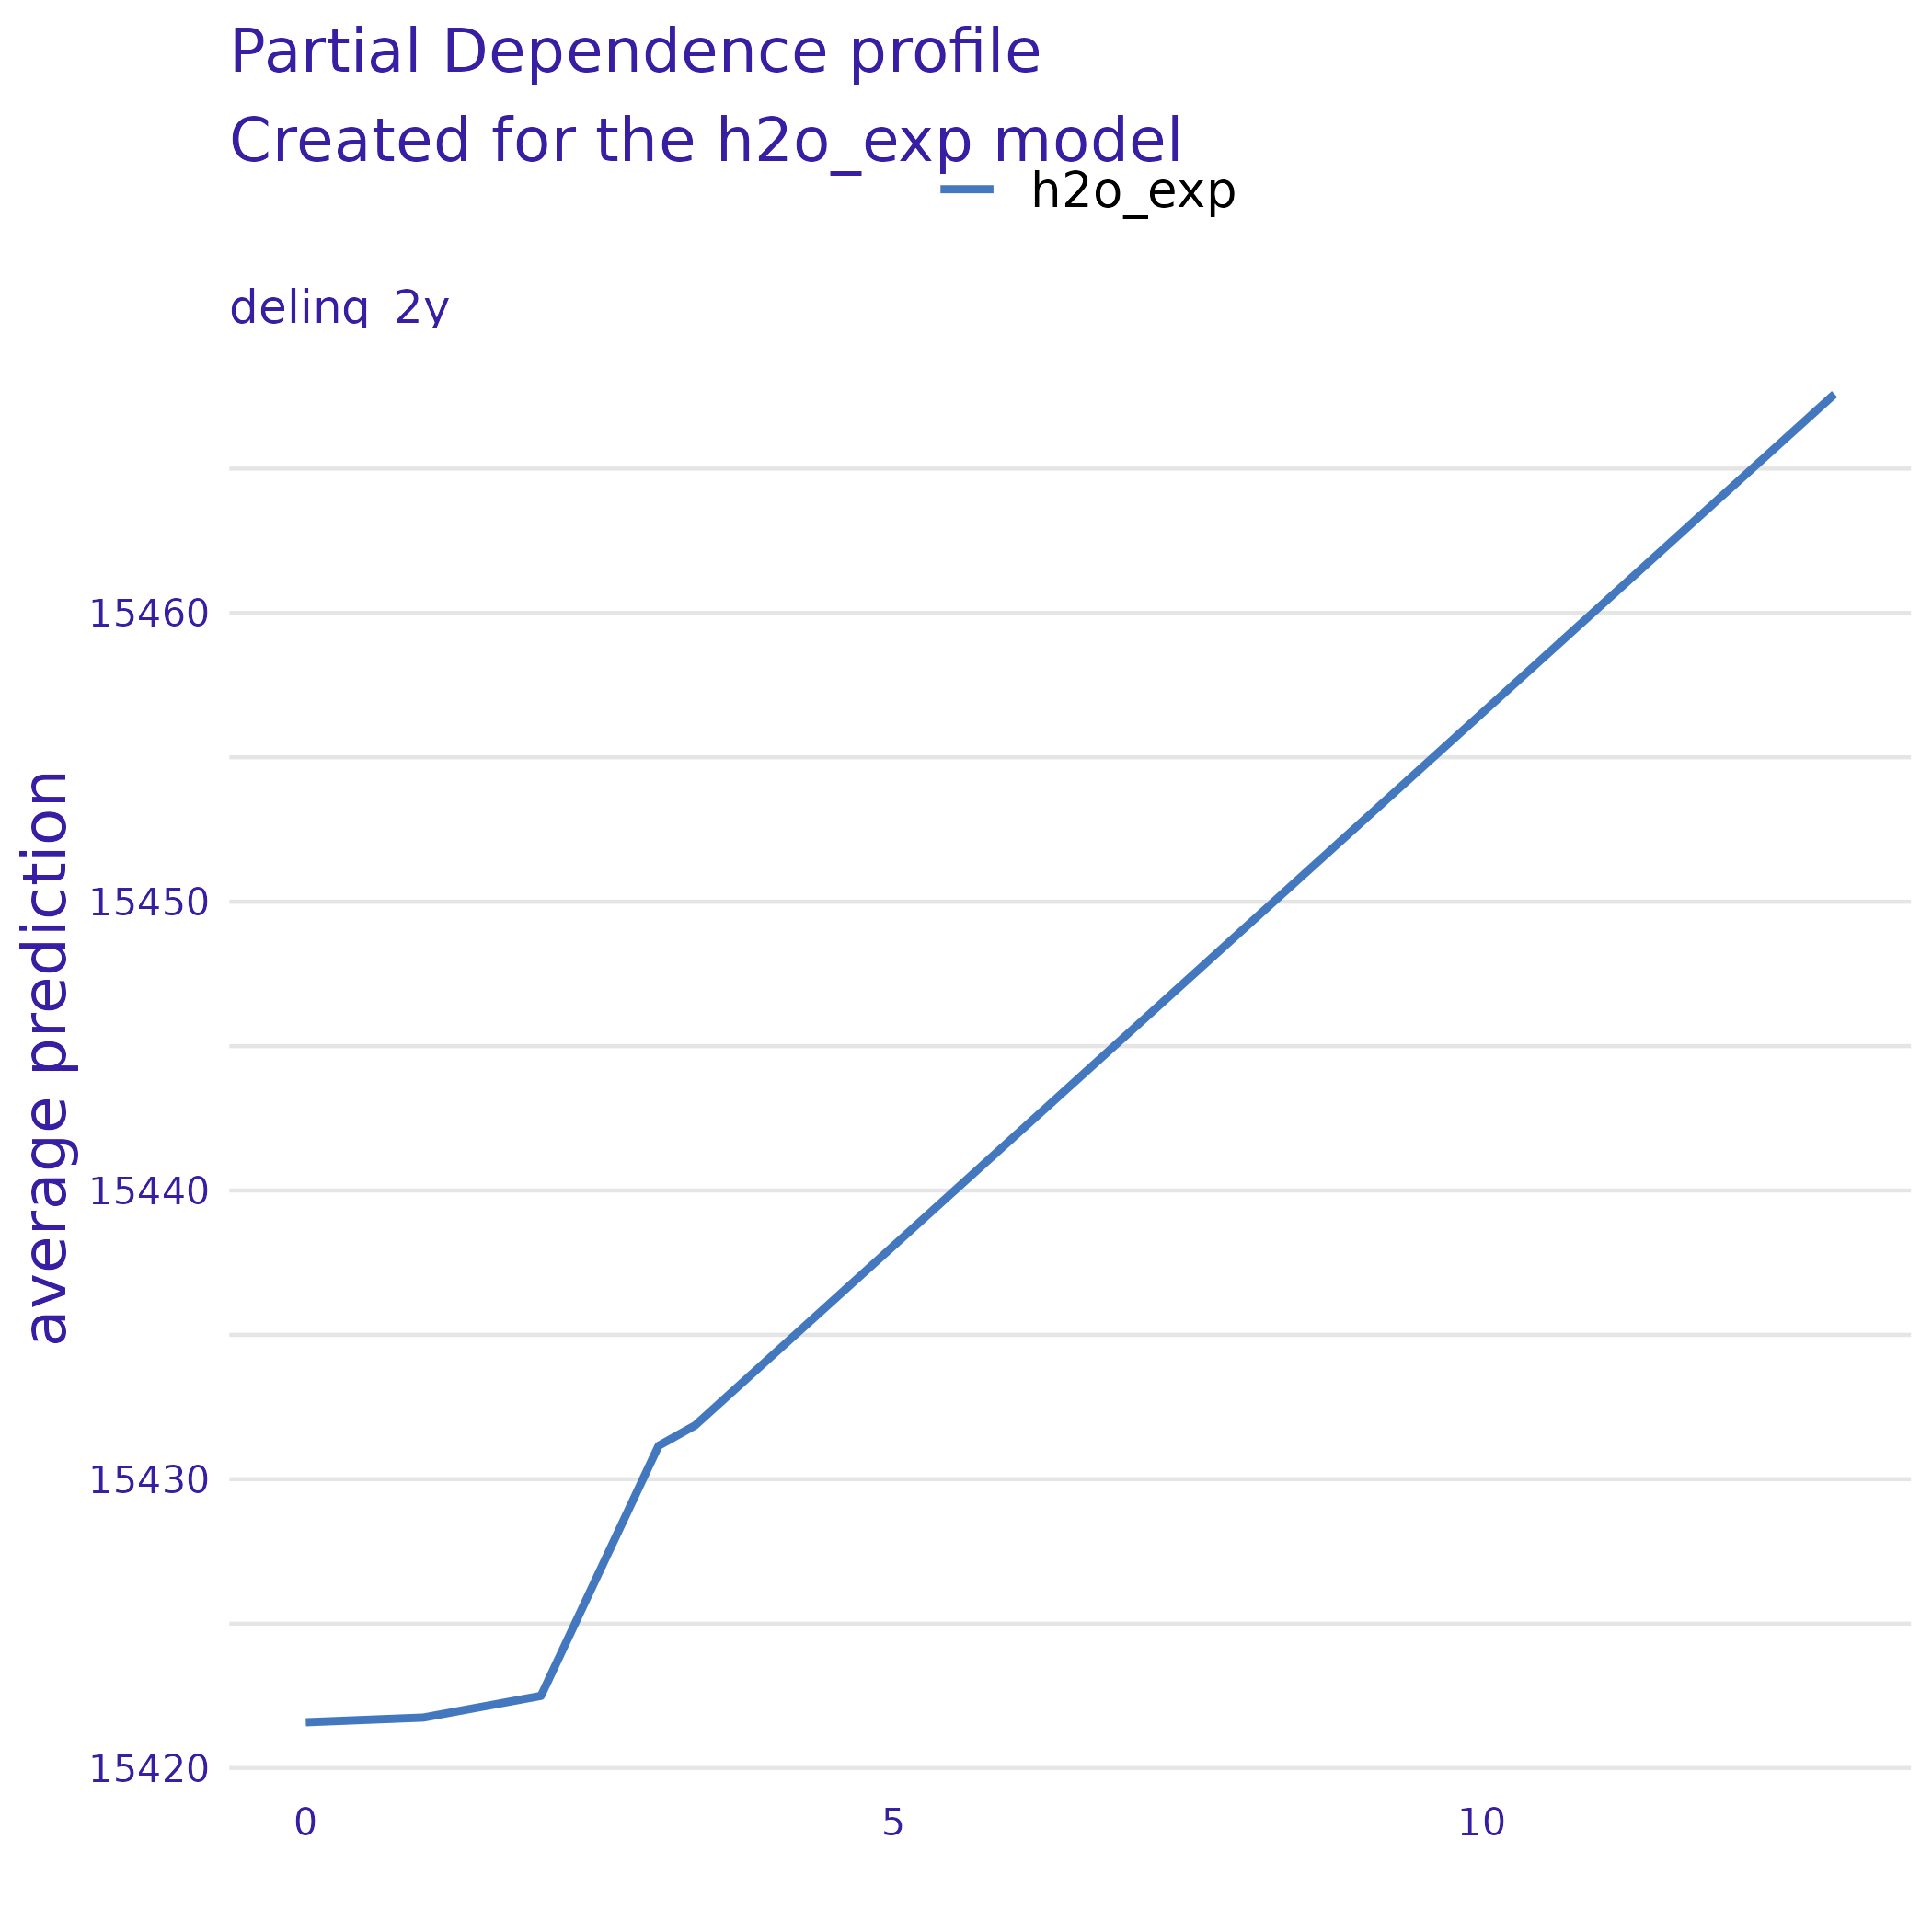 Partial Dependence profile
Created for the h2o_exp model
h2o_exp
delinq_2y
average prediction
15460
15450
15440
15430
15420
0 5 10